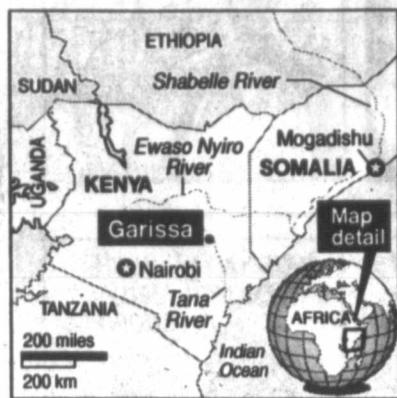 ETHIOPIA
SUDAN
Shabelle River
Ewaso Nyiro
River
Mogadishu
SOMALIA
UGANDA
KENYA
Garissa
Map
detail
Nairobi
Tana
River
TANZANIA
AFRICA
200 miles
200 km
Indian
Ocean